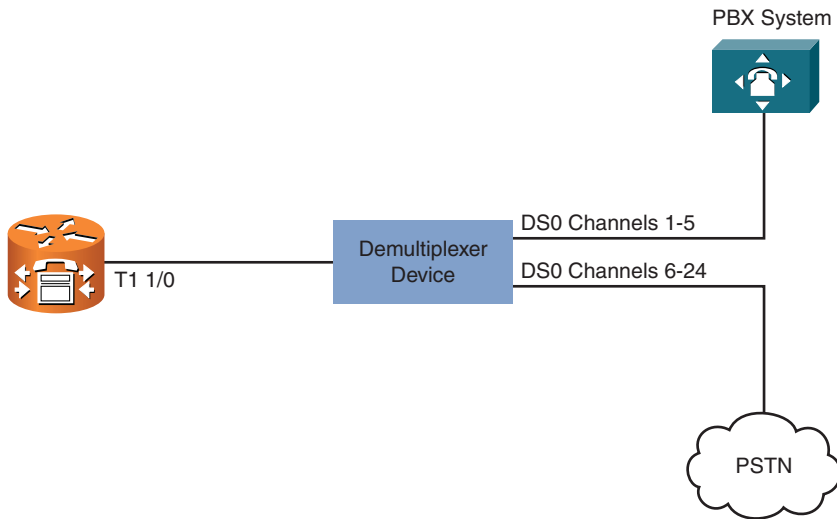 PBX System
DS0 Channels 1-5
Demultiplexer
Device
T1 1/0
DS0 Channels 6-24
PSTN